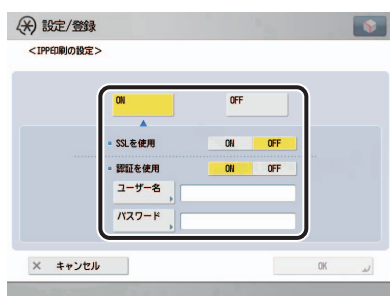 設定/登録
<IPP印刷の設定>
ON OFF
SSLを使用 ON OFF
認証を使用 ON OFF
ユーザー名
パスワード
× キャンセル OK